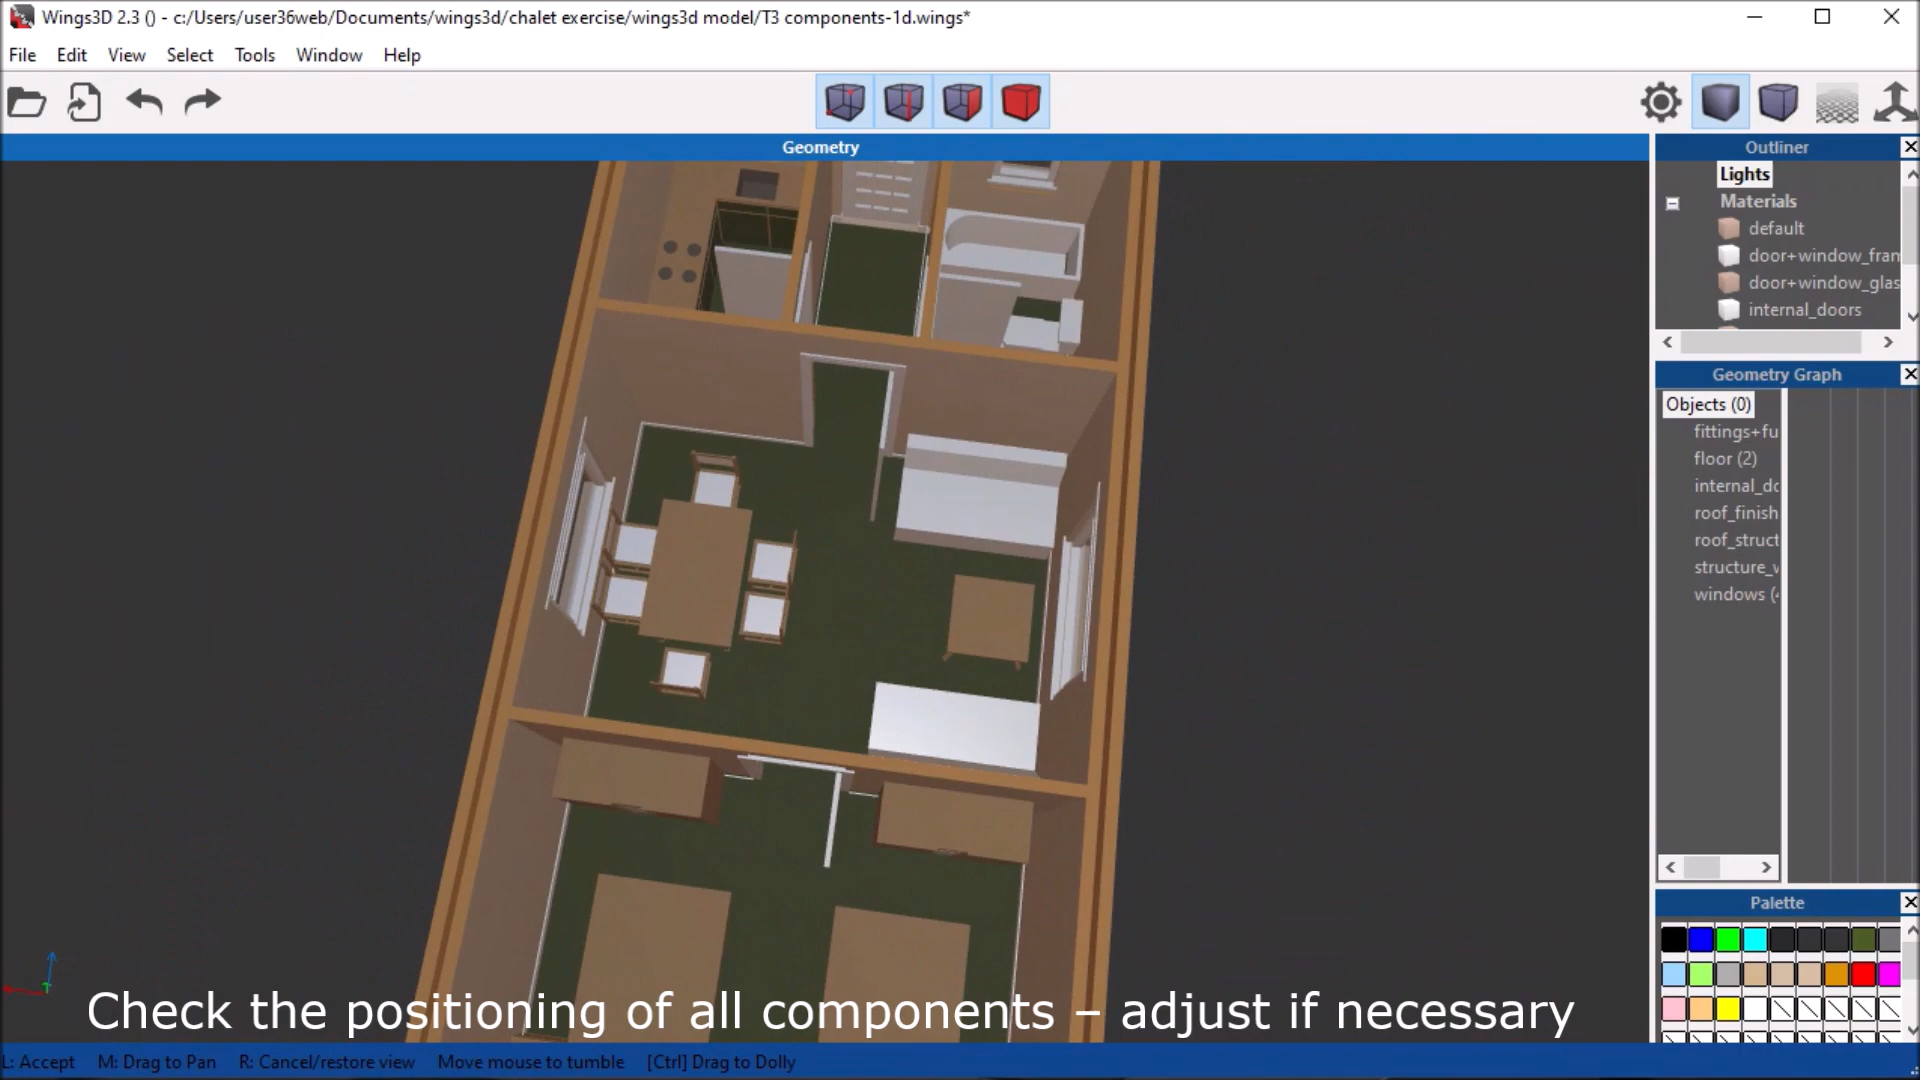 Wings3D 2.3 () - c:/Users/user36web/Documents/wings3d/chalet exercise/wings3d model/T3 components-1d.wings*
File Edit View Select Tools Window Help
Geometry
Outliner
Lights
Materials
default
door+window_fran
door+window_glas
internal_doors
Geometry Graph
Objects (0)
fittings+fu
floor (2)
internal_do
roof_finish
roof_struct
structure_v
windows (4
Palette
Check the positioning of all components – adjust if necessary
L: Accept M: Drag to Pan R: Cancel/restore view Move mouse to tumble [Ctrl] Drag to Dolly